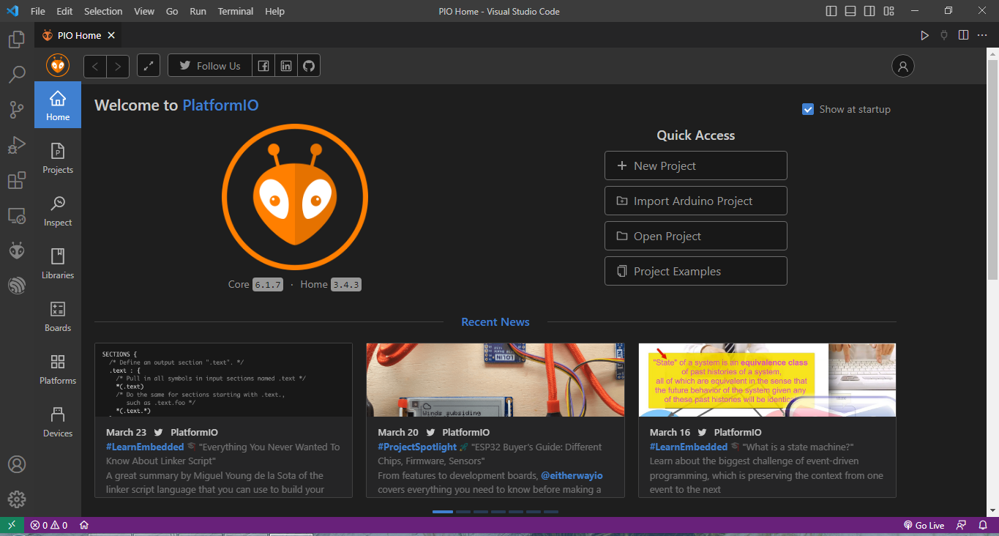 File Edit Selection View Go Run Terminal Help
PIO Home - Visual Studio Code
PIO Home
Follow Us
Home
Projects
Inspect
Libraries
Boards
Platforms
Devices
Welcome to PlatformIO
Show at startup
Core 6.1.7 · Home 3.4.3
Quick Access
New Project
Import Arduino Project
Open Project
Project Examples
Recent News
SECTIONS {
/* Define an output section ".text". */
.text : {
/* Pull in all symbols in input sections named .text */
*(.text)
/* Do the same for sections starting with .text.,
such as .text.foo */
*(.text.*)
March 23 PlatformIO
#LearnEmbedded "Everything You Never Wanted To
Know About Linker Script"
A great summary by Miguel Young de la Sota of the
linker script language that you can use to build your
LOLIN
Winds subsiding
March 20 PlatformIO
#ProjectSpotlight "ESP32 Buyer's Guide: Different
Chips, Firmware, Sensors"
From features to development boards, @eitherwayio
covers everything you need to know before making a
"State" of a system is an equivalence class
of past histories of a system,
all of which are equivalent in the sense that
the future behavior of the system given any
of these past histories will be identic
March 16 PlatformIO
#LearnEmbedded "What is a state machine?"
Learn about the biggest challenge of event-driven
programming, which is preserving the context from one
event to the next
0 0
Go Live